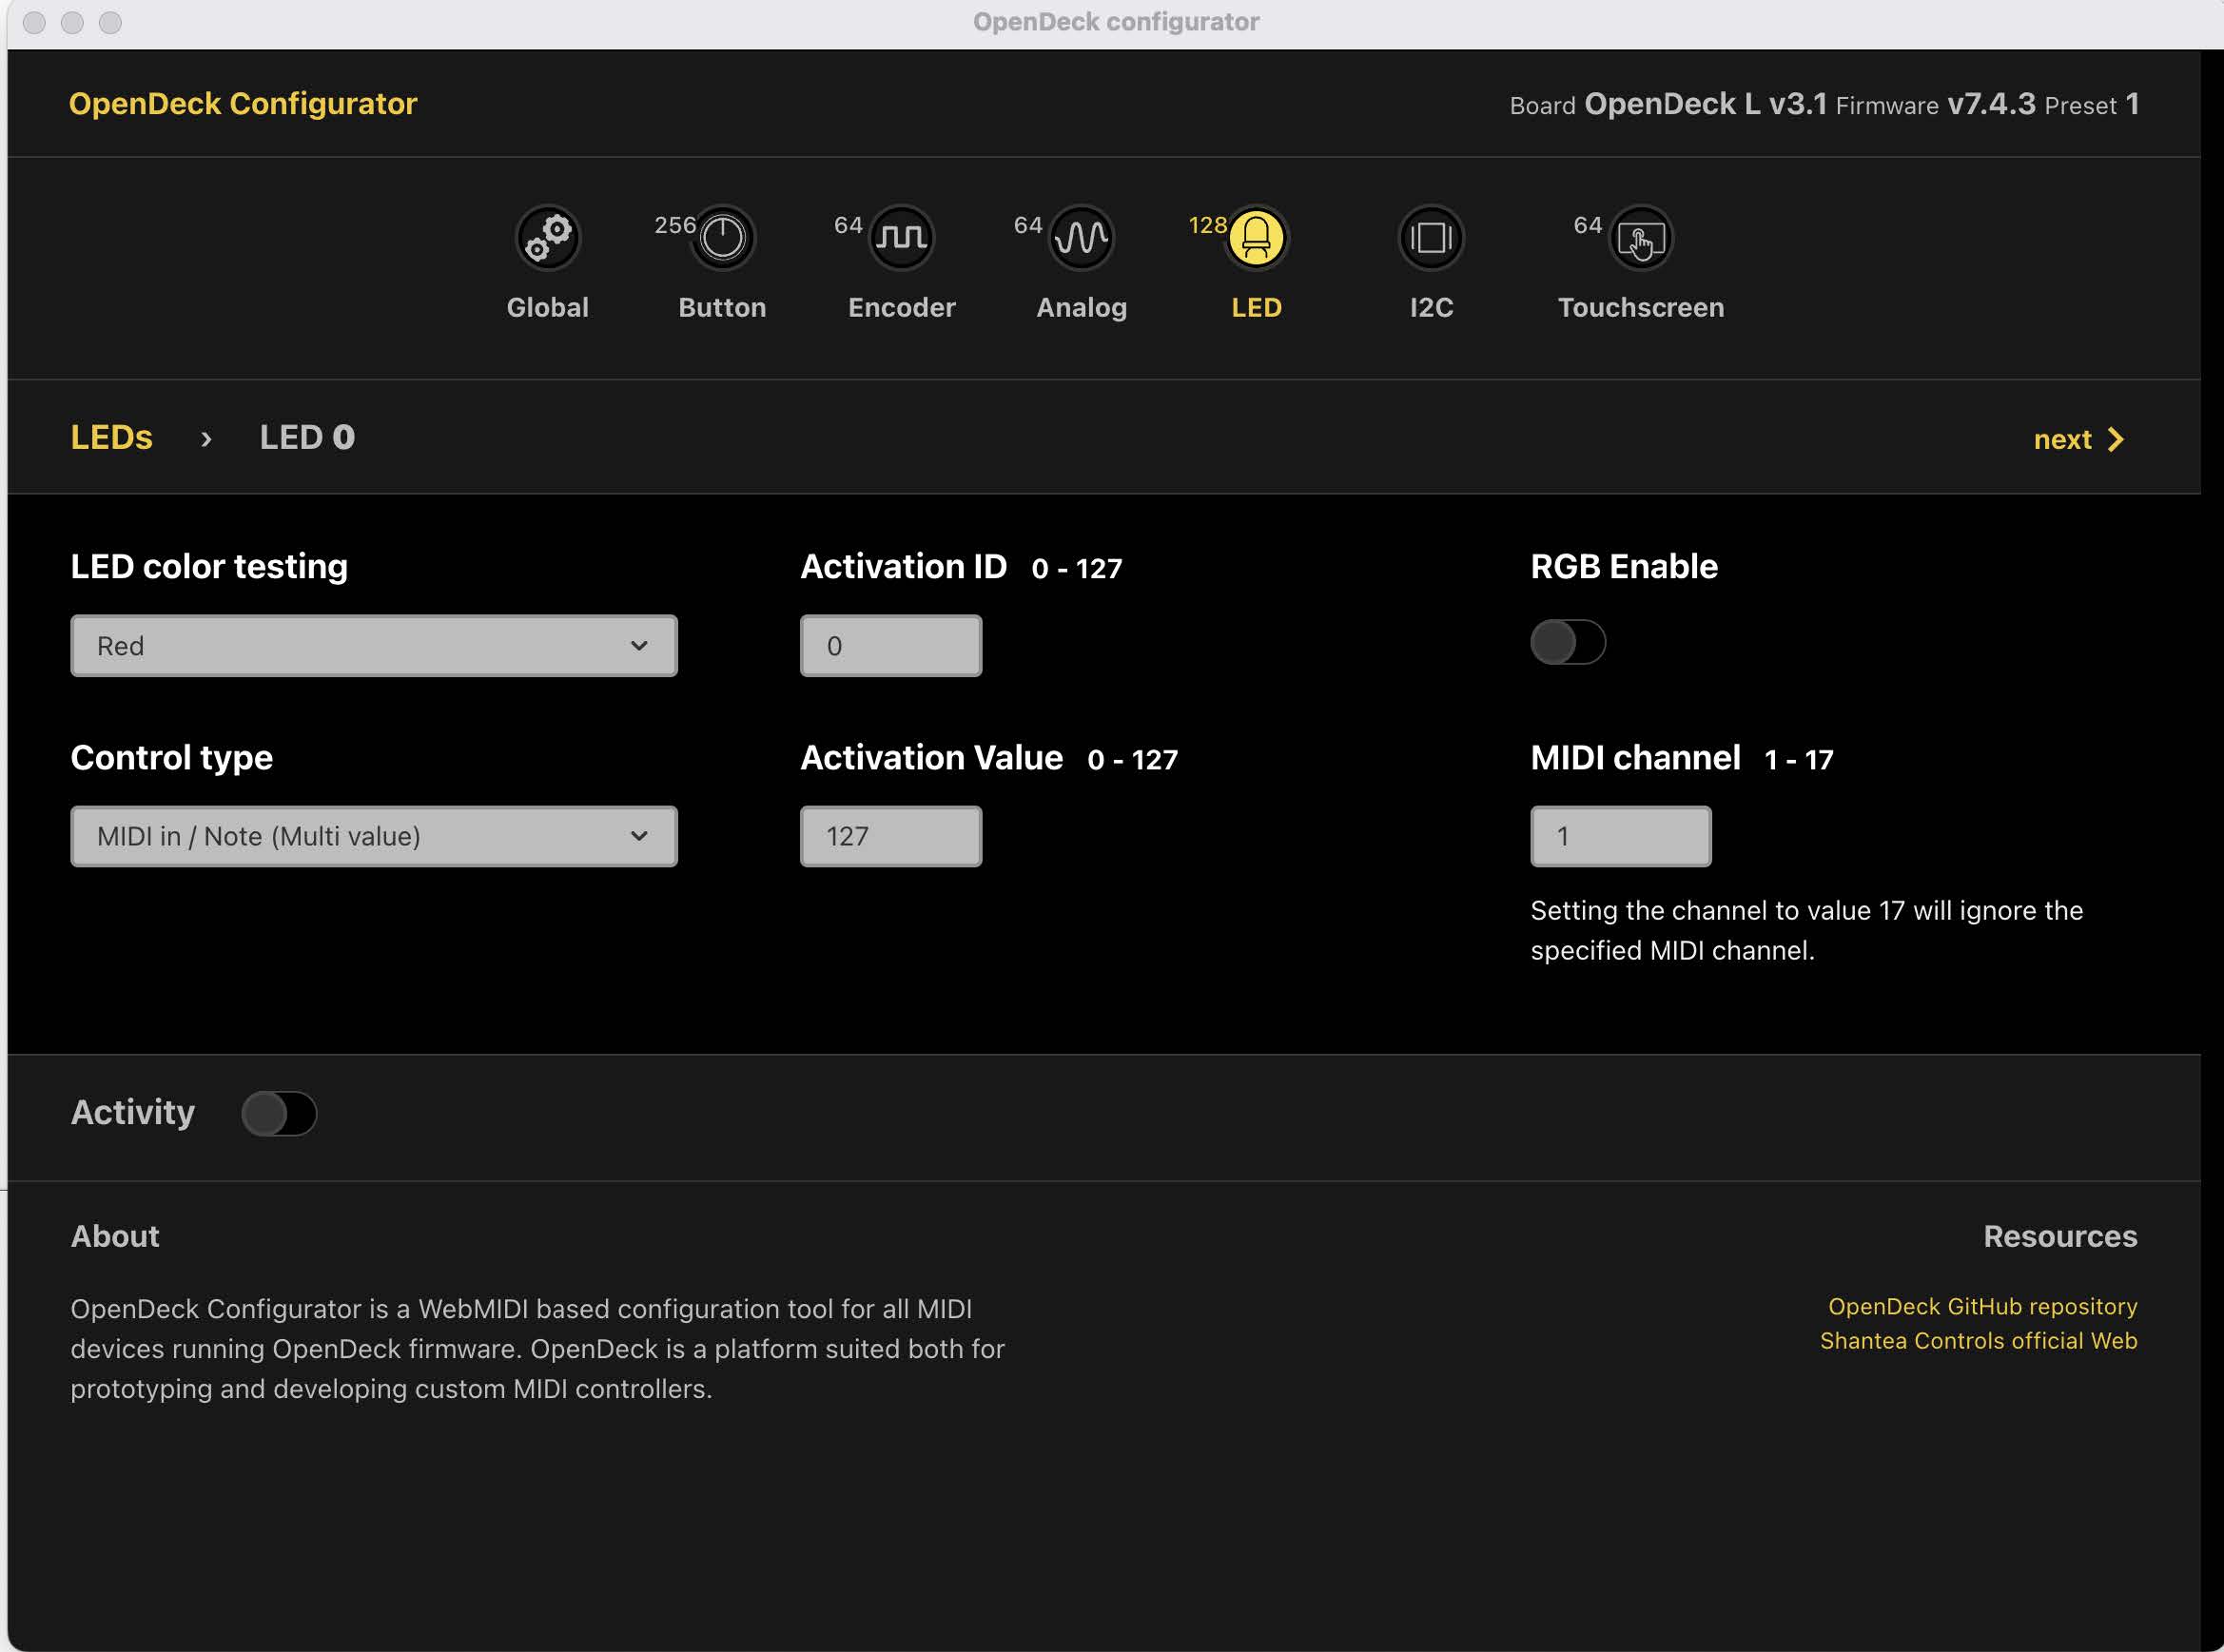 OpenDeck configurator
OpenDeck Configurator
Board OpenDeck L v3.1 Firmware v7.4.3 Preset 1
256 64 64 128 64
Global Button Encoder Analog LED I2C Touchscreen
LEDs › LED 0
next
LED color testing
Red
Activation ID 0 - 127
0
RGB Enable
Control type
MIDI in / Note (Multi value)
Activation Value 0 - 127
127
MIDI channel 1 - 17
1
Setting the channel to value 17 will ignore the
specified MIDI channel.
Activity
About
OpenDeck Configurator is a WebMIDI based configuration tool for all MIDI
devices running OpenDeck firmware. OpenDeck is a platform suited both for
prototyping and developing custom MIDI controllers.
Resources
OpenDeck GitHub repository
Shantea Controls official Web